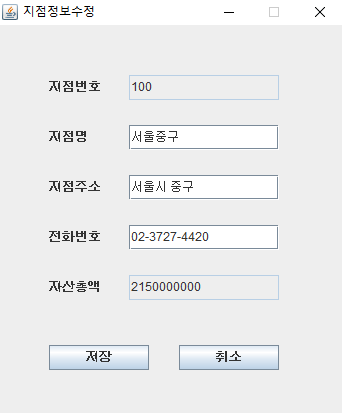 지점정보수정
지점번호 100
지점명 서울중구
지점주소 서울시 중구
전화번호 02-3727-4420
자산총액 2150000000
저장 취소